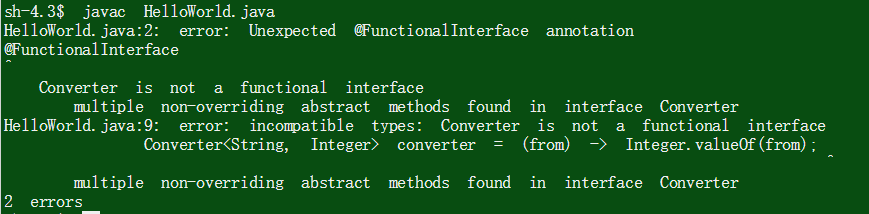 sh-4.3$ javac HelloWorld.java
HelloWorld.java:2: error: Unexpected @FunctionalInterface annotation
@FunctionalInterface
^
Converter is not a functional interface
multiple non-overriding abstract methods found in interface Converter
HelloWorld.java:9: error: incompatible types: Converter is not a functional interface
Converter<String, Integer> converter = (from) -> Integer.valueOf(from);
^
multiple non-overriding abstract methods found in interface Converter
2 errors